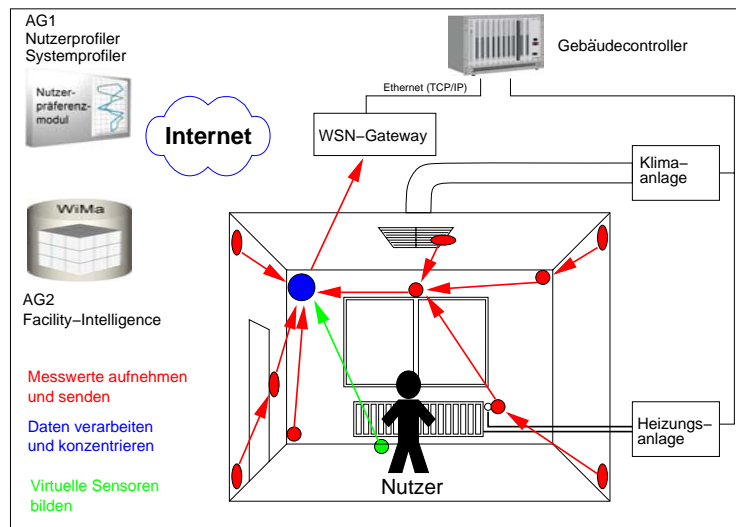 AG1
Nutzerprofiler
Systemprofiler
Nutzer-
präferenz-
modul
Internet
Gebäudecontroller
Ethernet (TCP/IP)
WSN–Gateway
Klima–
anlage
WiMa
AG2
Facility–Intelligence
Messwerte aufnehmen
und senden
Daten verarbeiten
und konzentrieren
Virtuelle Sensoren
bilden
Heizungs–
anlage
Nutzer